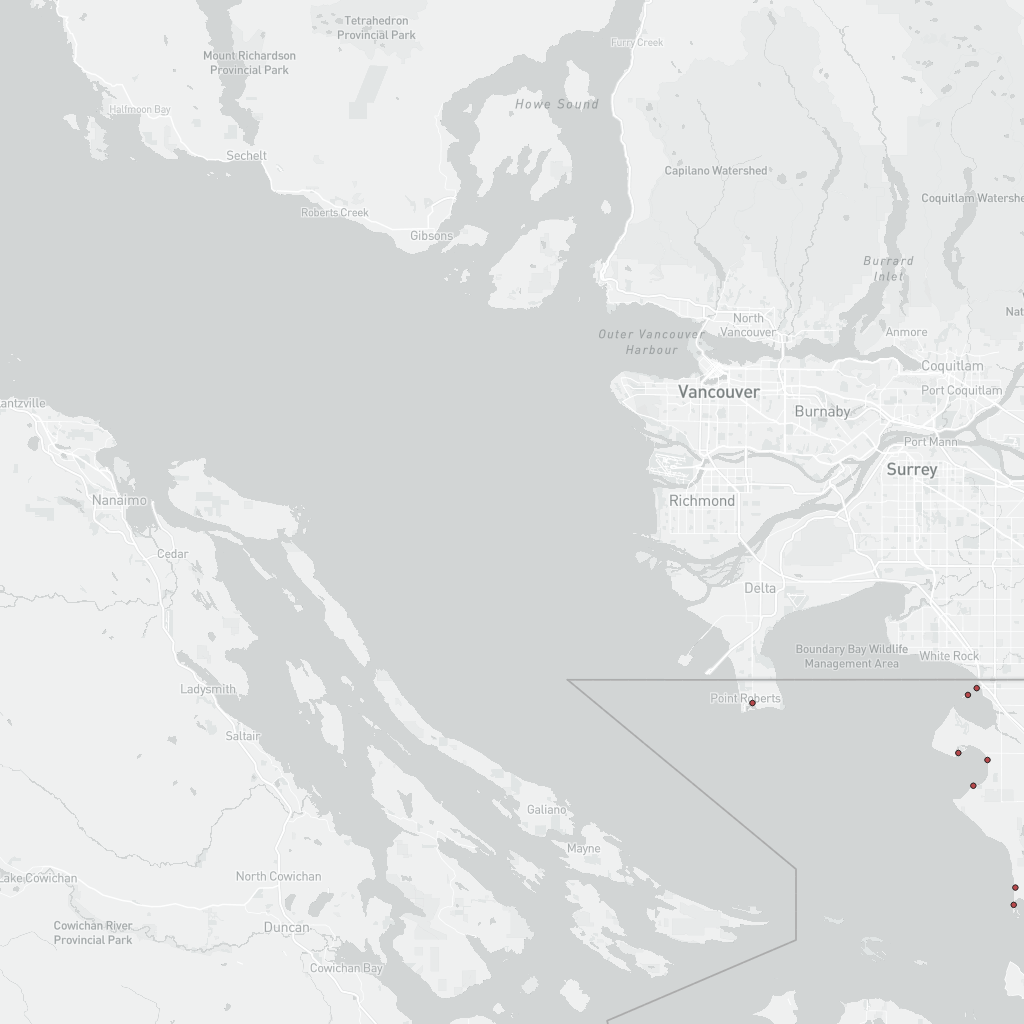 Tetrahedron
Provincial Park
Furry Creek
Mount Richardson
Provincial Park
Howe Sound
Halfmoon Bay
Sechelt
Capilano Watershed
Coquitlam Watershe
Roberts Creek
Gibsons
Burrard
Inlet
Nat
North
Vancouver
Outer Vancouver
Harbour
Anmore
Coquitlam
Port Coquitlam
Vancouver
Burnaby
antzville
Port Mann
Surrey
Nanaimo
Richmond
Cedar
Delta
Boundary Bay Wildlife
Management Area
White Rock
Ladysmith
Point Roberts
Saltair
Galiano
Mayne
Lake Cowichan
North Cowichan
Cowichan River
Provincial Park
Duncan
Cowichan Bay